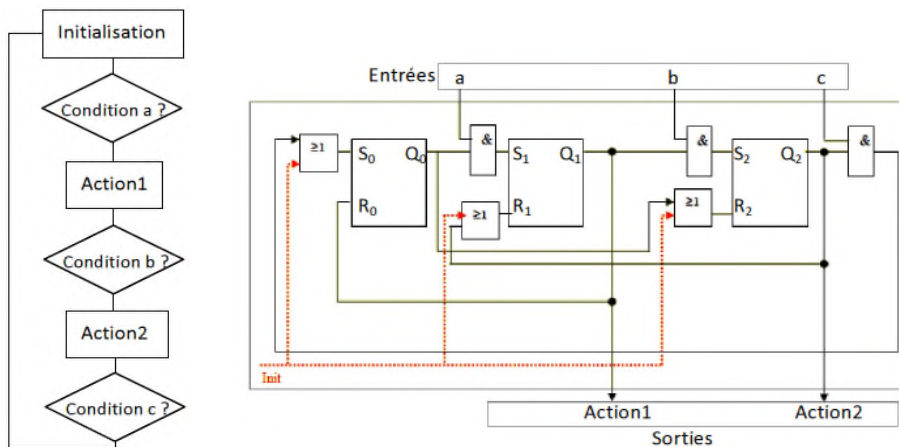 Initialisation
Condition a ?
Action1
Condition b ?
Action2
Condition c ?
Entrées a b c
≥1 S₀ Q₀ & S₁ Q₁ & S₂ Q₂ &
R₀ ≥1 R₁ ≥1 R₂
Init
Action1 Action2
Sorties